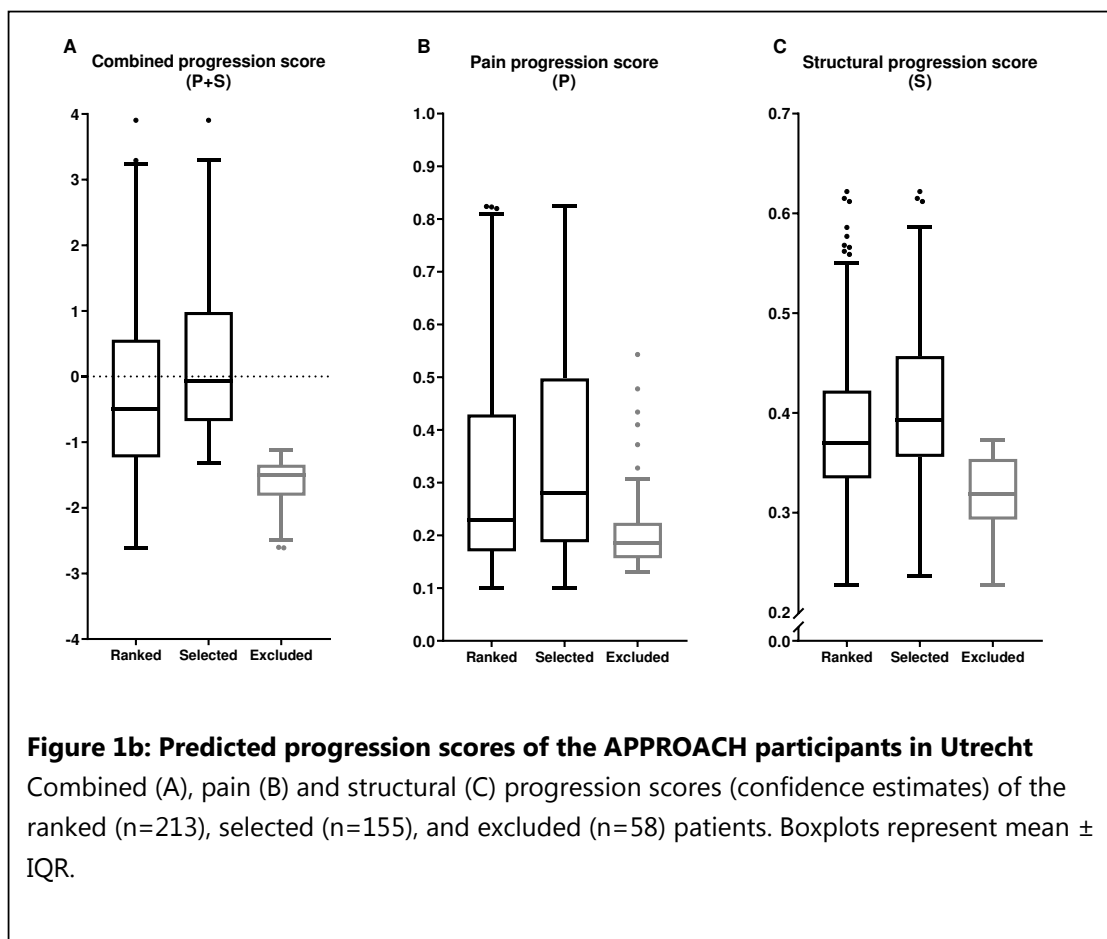 A
Combined progression score
(P+S)
4
3
2
1
0
-1
-2
-3
-4
Ranked Selected Excluded
B
Pain progression score
(P)
1.0
0.9
0.8
0.7
0.6
0.5
0.4
0.3
0.2
0.1
0.0
Ranked Selected Excluded
C
Structural progression score
(S)
0.7
0.6
0.5
0.4
0.3
0.2
0.0
Ranked Selected Excluded
Figure 1b: Predicted progression scores of the APPROACH participants in Utrecht
Combined (A), pain (B) and structural (C) progression scores (confidence estimates) of the
ranked (n=213), selected (n=155), and excluded (n=58) patients. Boxplots represent mean ±
IQR.